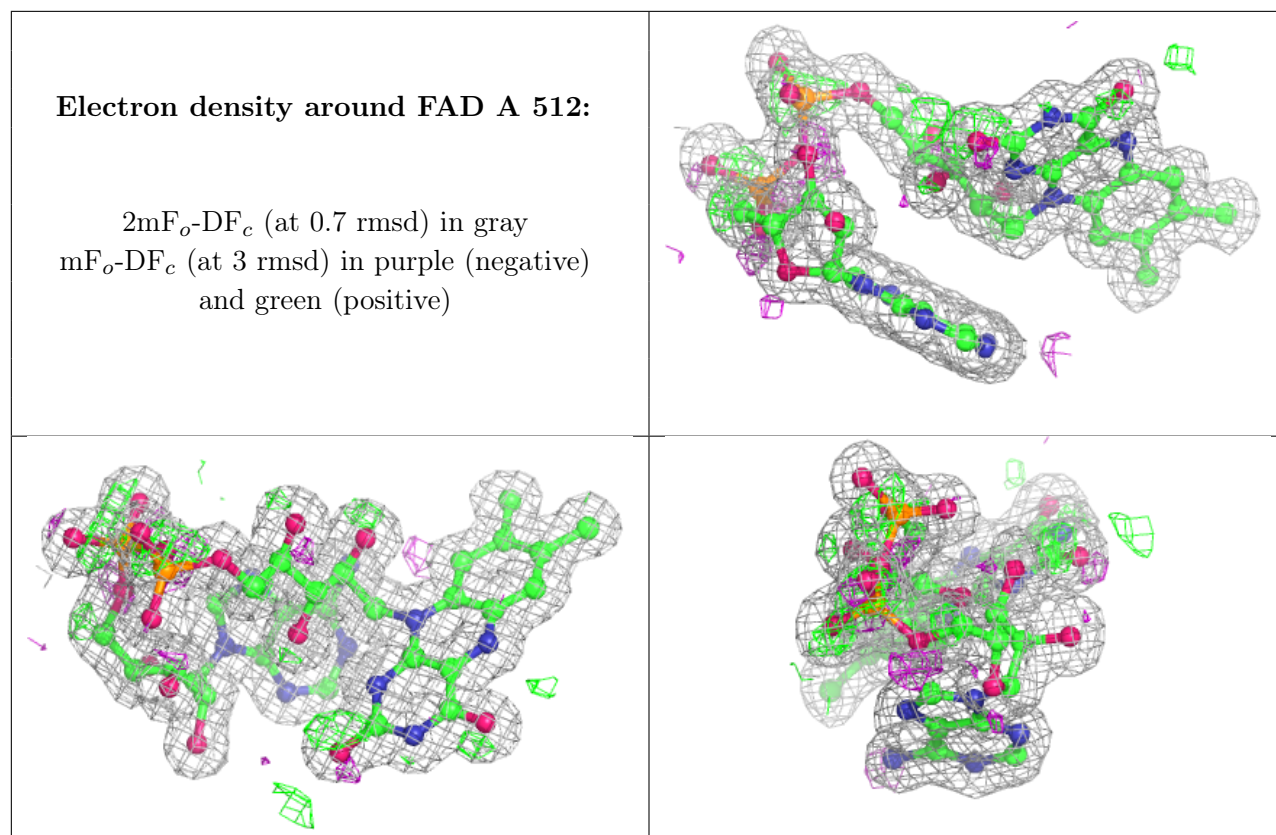 Electron density around FAD A 512:
2mFₒ-DF𝒸 (at 0.7 rmsd) in gray
mFₒ-DF𝒸 (at 3 rmsd) in purple (negative)
and green (positive)